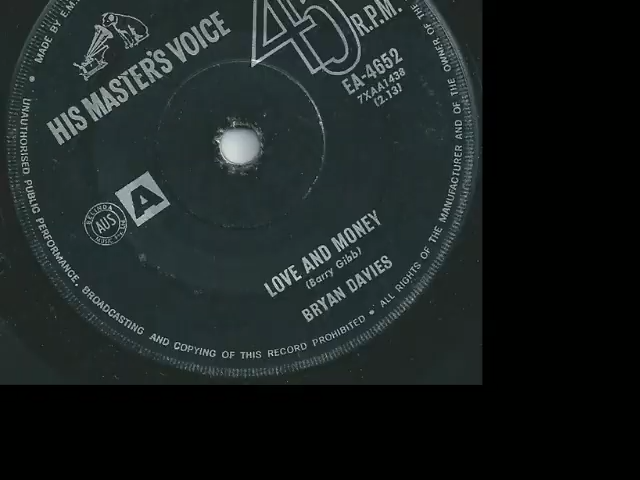 HIS MASTER'S VOICE
45
R.P.M.
EA-4652
7XAA1438
(2.13)
A
BELINDA
AUS
LOVE AND MONEY
(Barry Gibb)
BRYAN DAVIES
MADE BY E.M.
UNAUTHORISED PUBLIC PERFORMANCE, BROADCASTING AND COPYING OF THIS RECORD PROHIBITED • ALL RIGHTS OF THE MANUFACTURER AND OF THE OWNER OF THE